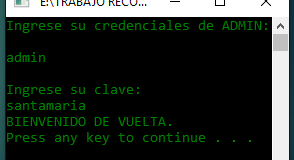 E:\TRABAJO RECO...
Ingrese su credenciales de ADMIN:
admin
Ingrese su clave:
santamaria
BIENVENIDO DE VUELTA.
Press any key to continue . . .